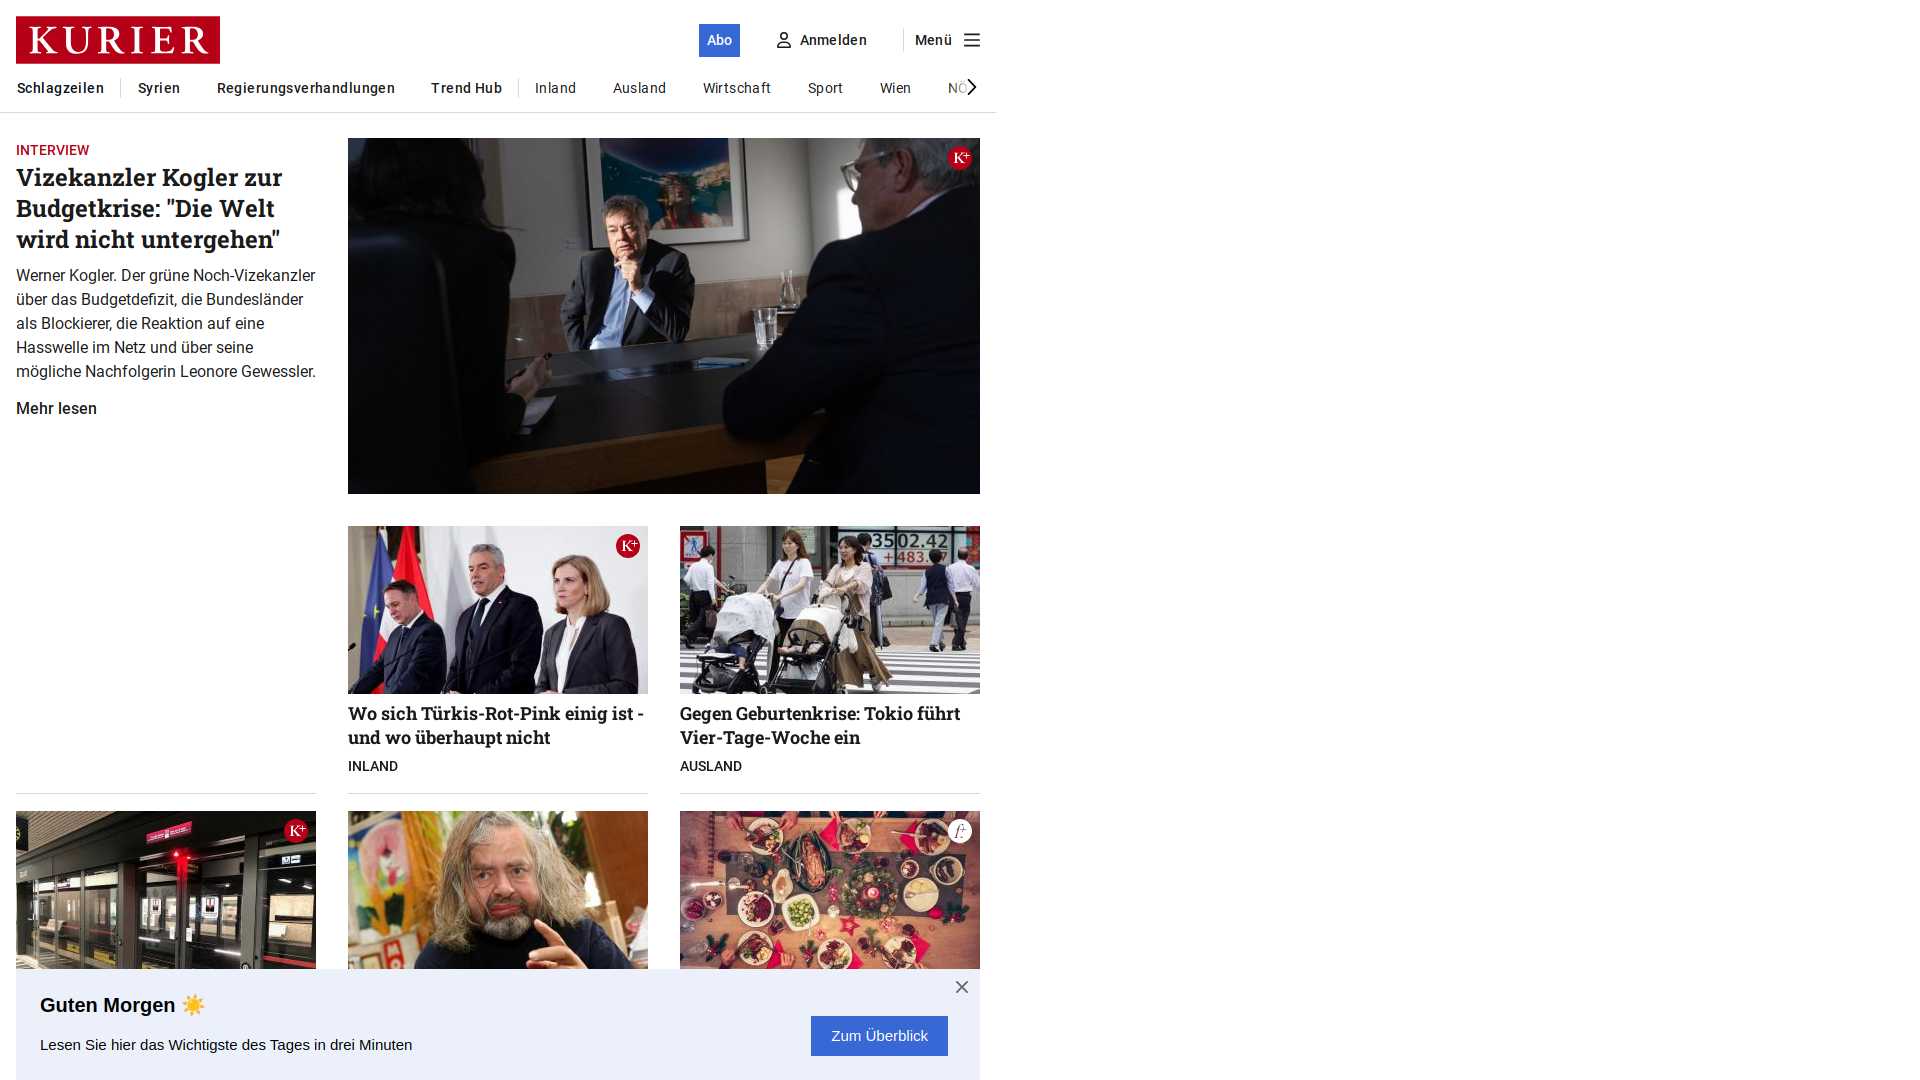 KURIER
Abo
Anmelden
Menü
Schlagzeilen
Syrien
Regierungsverhandlungen
Trend Hub
Inland
Ausland
Wirtschaft
Sport
Wien
NÖ
INTERVIEW
Vizekanzler Kogler zur
Budgetkrise: "Die Welt
wird nicht untergehen"
Werner Kogler. Der grüne Noch-Vizekanzler
über das Budgetdefizit, die Bundesländer
als Blockierer, die Reaktion auf eine
Hasswelle im Netz und über seine
mögliche Nachfolgerin Leonore Gewessler.
Mehr lesen
K+
K+
3502.42
+483.
Wo sich Türkis-Rot-Pink einig ist -
und wo überhaupt nicht
INLAND
Gegen Geburtenkrise: Tokio führt
Vier-Tage-Woche ein
AUSLAND
K+
f+
Guten Morgen ☀️
Lesen Sie hier das Wichtigste des Tages in drei Minuten
Zum Überblick